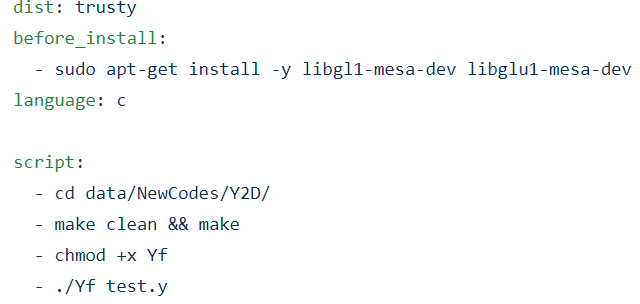 dist: trusty
before_install:
  - sudo apt-get install -y libgl1-mesa-dev libglu1-mesa-dev
language: c

script:
  - cd data/NewCodes/Y2D/
  - make clean && make
  - chmod +x Yf
  - ./Yf test.y